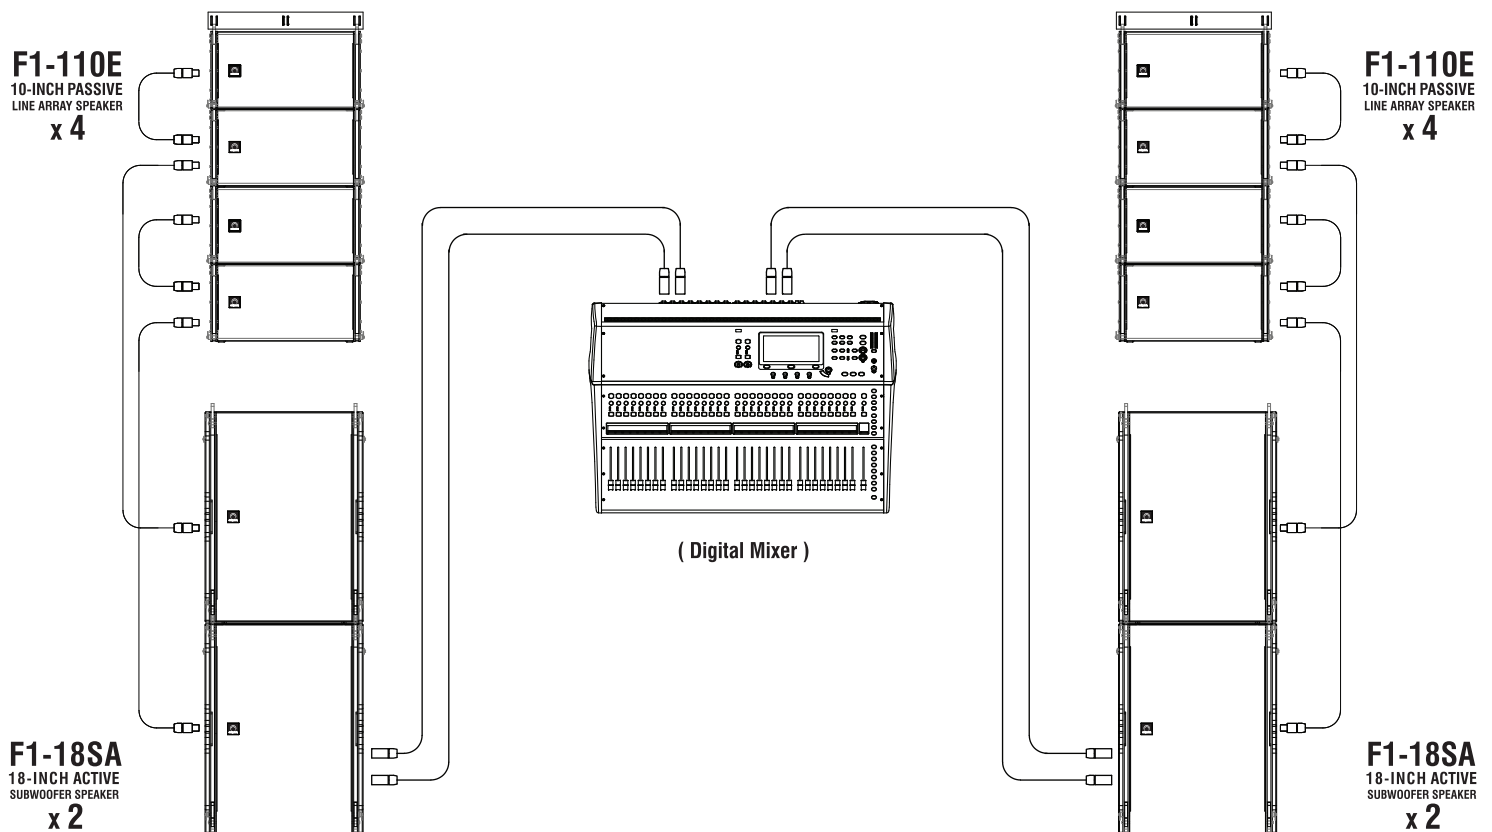 F1-110E
10-INCH PASSIVE
LINE ARRAY SPEAKER
x 4
F1-110E
10-INCH PASSIVE
LINE ARRAY SPEAKER
x 4
( Digital Mixer )
F1-18SA
18-INCH ACTIVE
SUBWOOFER SPEAKER
x 2
F1-18SA
18-INCH ACTIVE
SUBWOOFER SPEAKER
x 2